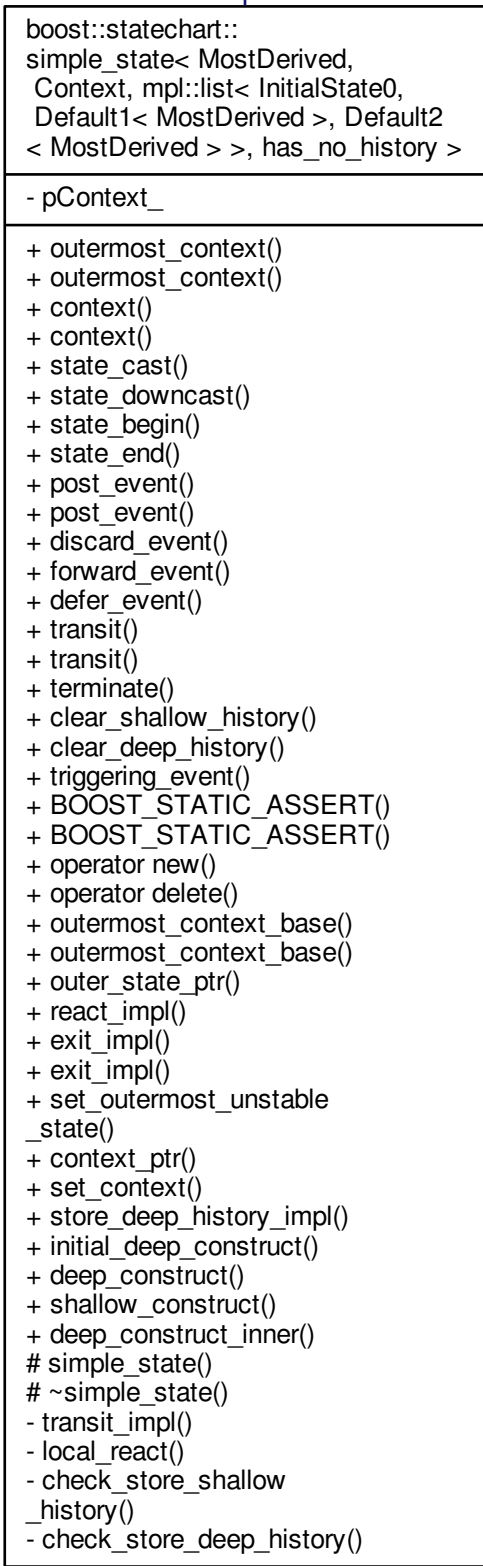 boost::statechart::
simple_state< MostDerived,
Context, mpl::list< InitialState0,
Default1< MostDerived >, Default2
< MostDerived > >, has_no_history >
- pContext_
+ outermost_context()
+ outermost_context()
+ context()
+ context()
+ state_cast()
+ state_downcast()
+ state_begin()
+ state_end()
+ post_event()
+ post_event()
+ discard_event()
+ forward_event()
+ defer_event()
+ transit()
+ transit()
+ terminate()
+ clear_shallow_history()
+ clear_deep_history()
+ triggering_event()
+ BOOST_STATIC_ASSERT()
+ BOOST_STATIC_ASSERT()
+ operator new()
+ operator delete()
+ outermost_context_base()
+ outermost_context_base()
+ outer_state_ptr()
+ react_impl()
+ exit_impl()
+ exit_impl()
+ set_outermost_unstable
_state()
+ context_ptr()
+ set_context()
+ store_deep_history_impl()
+ initial_deep_construct()
+ deep_construct()
+ shallow_construct()
+ deep_construct_inner()
# simple_state()
# ~simple_state()
- transit_impl()
- local_react()
- check_store_shallow
_history()
- check_store_deep_history()